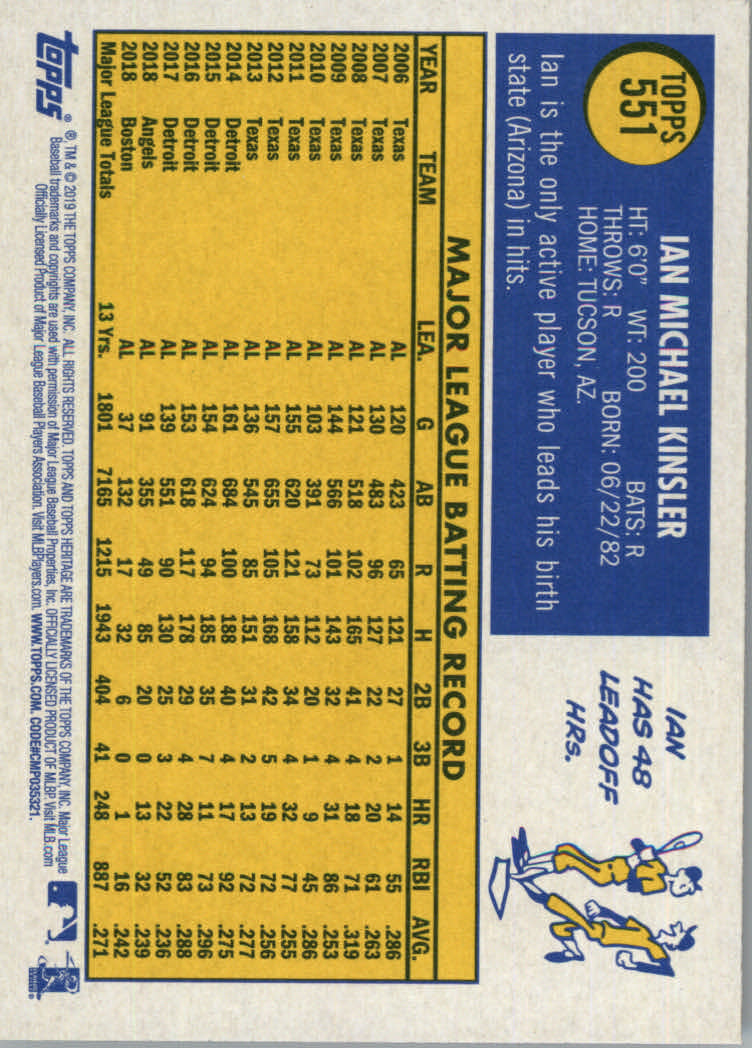 TOPPS
551
IAN MICHAEL KINSLER
HT: 6'0" WT: 200 BATS: R
THROWS: R BORN: 06/22/82
HOME: TUCSON, AZ.
Ian is the only active player who leads his birth
state (Arizona) in hits.
IAN
HAS 48
LEADOFF
HRs.
MAJOR LEAGUE BATTING RECORD
YEAR TEAM LEA. G AB R H 2B 3B HR RBI AVG.
2006 Texas AL 120 423 65 121 27 1 14 55 .286
2007 Texas AL 130 483 96 127 22 2 20 61 .263
2008 Texas AL 121 518 102 165 41 4 18 71 .319
2009 Texas AL 144 566 101 143 32 4 31 86 .253
2010 Texas AL 103 391 73 112 20 1 9 45 .286
2011 Texas AL 155 620 121 158 34 4 32 77 .255
2012 Texas AL 157 655 105 168 42 5 19 72 .256
2013 Texas AL 136 545 85 151 31 2 13 72 .277
2014 Detroit AL 161 684 100 188 40 4 17 92 .275
2015 Detroit AL 154 624 94 185 35 7 11 73 .296
2016 Detroit AL 153 618 117 178 29 4 28 83 .288
2017 Detroit AL 139 551 90 130 25 3 22 52 .236
2018 Angels AL 91 355 49 85 20 0 13 32 .239
2018 Boston AL 37 132 17 32 6 0 1 16 .242
Major League Totals 13 Yrs. 1801 7165 1215 1943 404 41 248 887 .271
topps® ®, TM & © 2019 THE TOPPS COMPANY, INC. ALL RIGHTS RESERVED. TOPPS AND TOPPS HERITAGE ARE TRADEMARKS OF THE TOPPS COMPANY, INC. Major League
Baseball trademarks and copyrights are used with permission of Major League Baseball Properties, Inc. OFFICIALLY LICENSED PRODUCT OF MLBP Visit MLB.com
Officially Licensed Product of Major League Baseball Players Association. Visit MLBPlayers.com. WWW.TOPPS.COM. CODE#CMP035321.